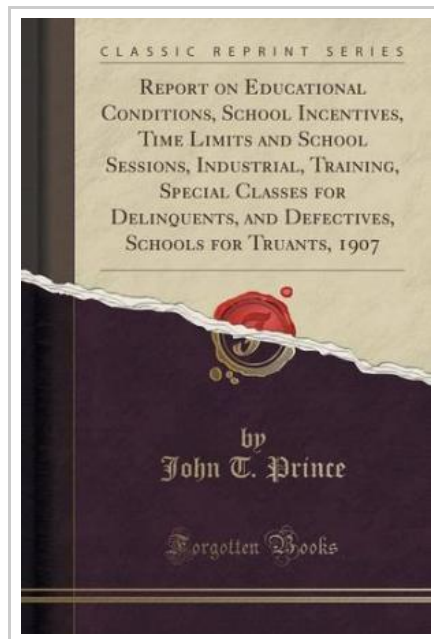 CLASSIC REPRINT SERIES
REPORT ON EDUCATIONAL
CONDITIONS, SCHOOL INCENTIVES,
TIME LIMITS AND SCHOOL
SESSIONS, INDUSTRIAL, TRAINING,
SPECIAL CLASSES FOR
DELINQUENTS, AND DEFECTIVES,
SCHOOLS FOR TRUANTS, 1907
by
John T. Prince
Forgotten Books